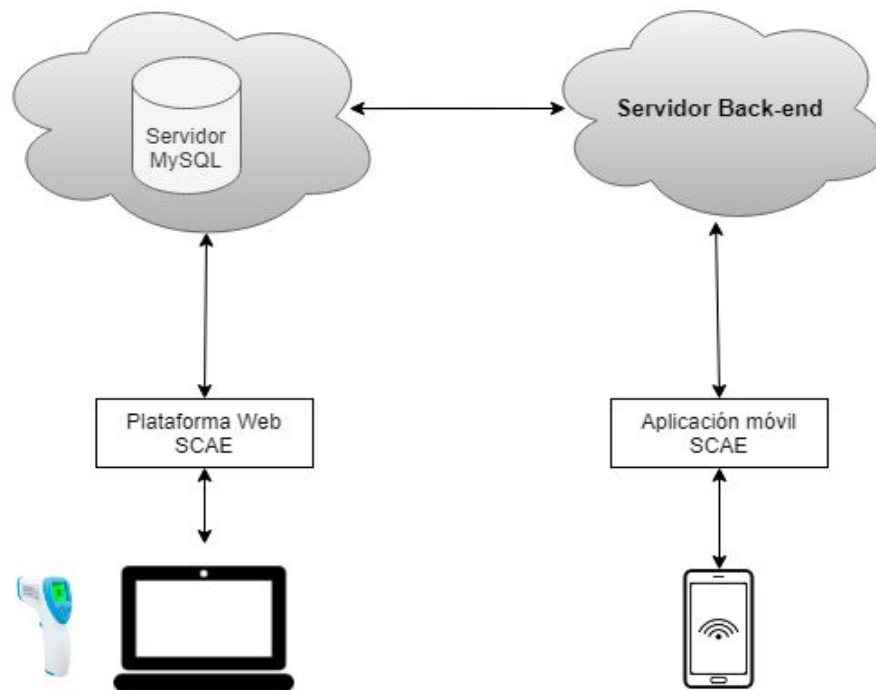 Servidor
MySQL
Servidor Back-end
Plataforma Web
SCAE
Aplicación móvil
SCAE